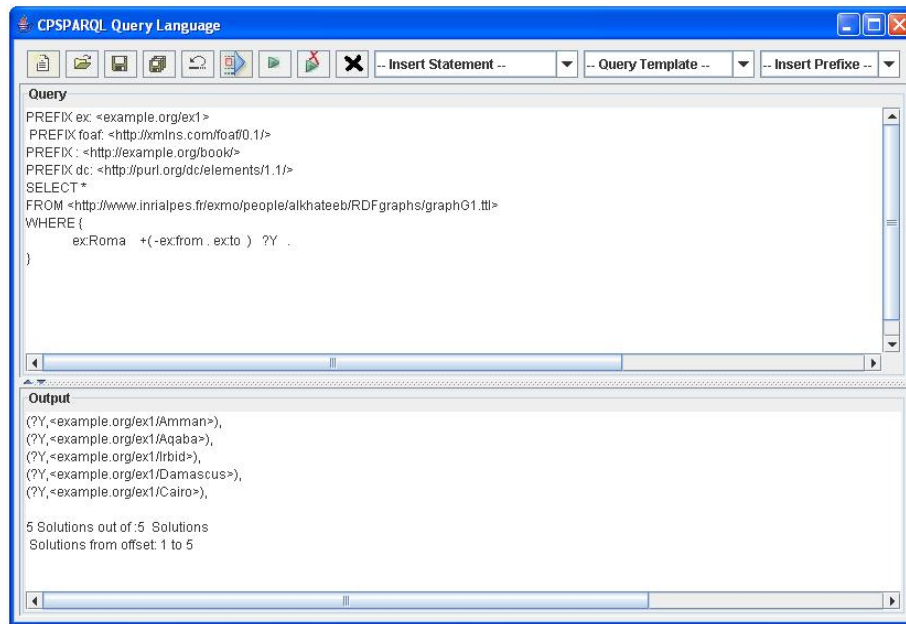 CPSPARQL Query Language
-- Insert Statement -- -- Query Template -- -- Insert Prefixe --
Query
PREFIX ex: <example.org/ex1>
PREFIX foaf: <http://xmlns.com/foaf/0.1/>
PREFIX : <http://example.org/book/>
PREFIX dc: <http://purl.org/dc/elements/1.1/>
SELECT *
FROM <http://www.inrialpes.fr/exmo/people/alkhateeb/RDFgraphs/graphG1.ttl>
WHERE {
ex:Roma +(-ex:from . ex:to ) ?Y .
}
Output
(?Y,<example.org/ex1/Amman>),
(?Y,<example.org/ex1/Aqaba>),
(?Y,<example.org/ex1/Irbid>),
(?Y,<example.org/ex1/Damascus>),
(?Y,<example.org/ex1/Cairo>),
5 Solutions out of :5 Solutions
Solutions from offset: 1 to 5